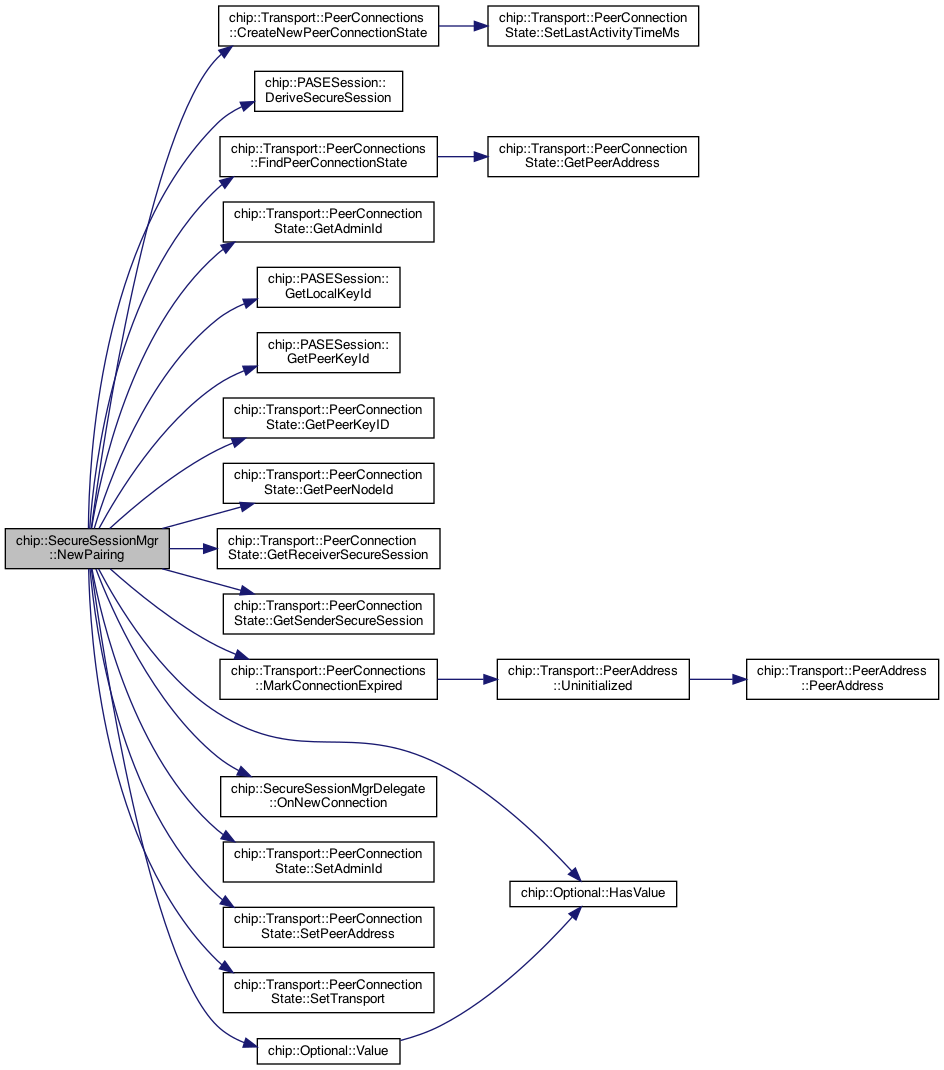 chip::Transport::PeerConnections
::CreateNewPeerConnectionState
chip::Transport::PeerConnection
State::SetLastActivityTimeMs
chip::PASESession::
DeriveSecureSession
chip::Transport::PeerConnections
::FindPeerConnectionState
chip::Transport::PeerConnection
State::GetPeerAddress
chip::Transport::PeerConnection
State::GetAdminId
chip::PASESession::
GetLocalKeyId
chip::PASESession::
GetPeerKeyId
chip::Transport::PeerConnection
State::GetPeerKeyID
chip::Transport::PeerConnection
State::GetPeerNodeId
chip::SecureSessionMgr
::NewPairing
chip::Transport::PeerConnection
State::GetReceiverSecureSession
chip::Transport::PeerConnection
State::GetSenderSecureSession
chip::Transport::PeerConnections
::MarkConnectionExpired
chip::Transport::PeerAddress
::Uninitialized
chip::Transport::PeerAddress
::PeerAddress
chip::SecureSessionMgrDelegate
::OnNewConnection
chip::Transport::PeerConnection
State::SetAdminId
chip::Optional::HasValue
chip::Transport::PeerConnection
State::SetPeerAddress
chip::Transport::PeerConnection
State::SetTransport
chip::Optional::Value